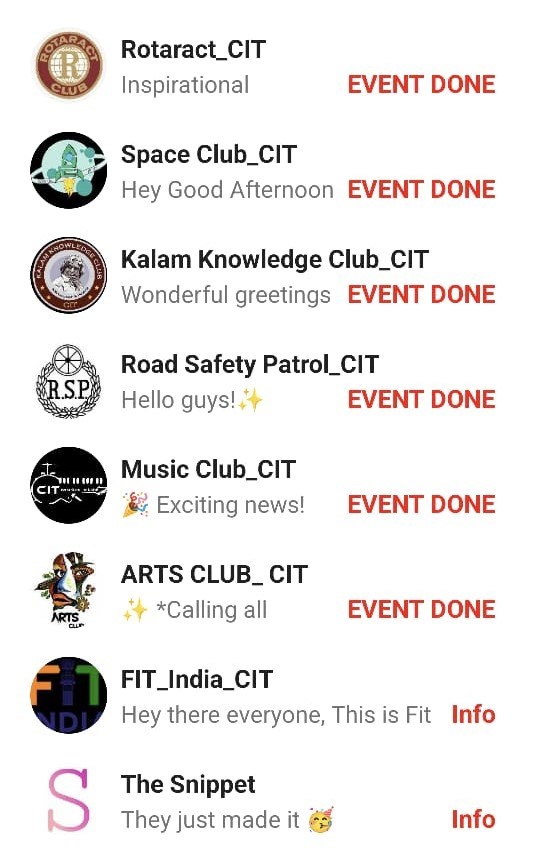 ROTARACT
R
CLUB
Rotaract_CIT
Inspirational EVENT DONE
Space Club_CIT
Hey Good Afternoon EVENT DONE
KALAM KNOWLEDGE CLUB
CIT
Kalam Knowledge Club_CIT
Wonderful greetings EVENT DONE
R.S.P
Road Safety Patrol_CIT
Hello guys!✨ EVENT DONE
CIT
Music Club_CIT
🎉 Exciting news! EVENT DONE
ARTS
CLUB
ARTS CLUB_ CIT
✨ *Calling all EVENT DONE
FIT
INDIA
FIT_India_CIT
Hey there everyone, This is Fit Info
S
The Snippet
They just made it 🥳 Info